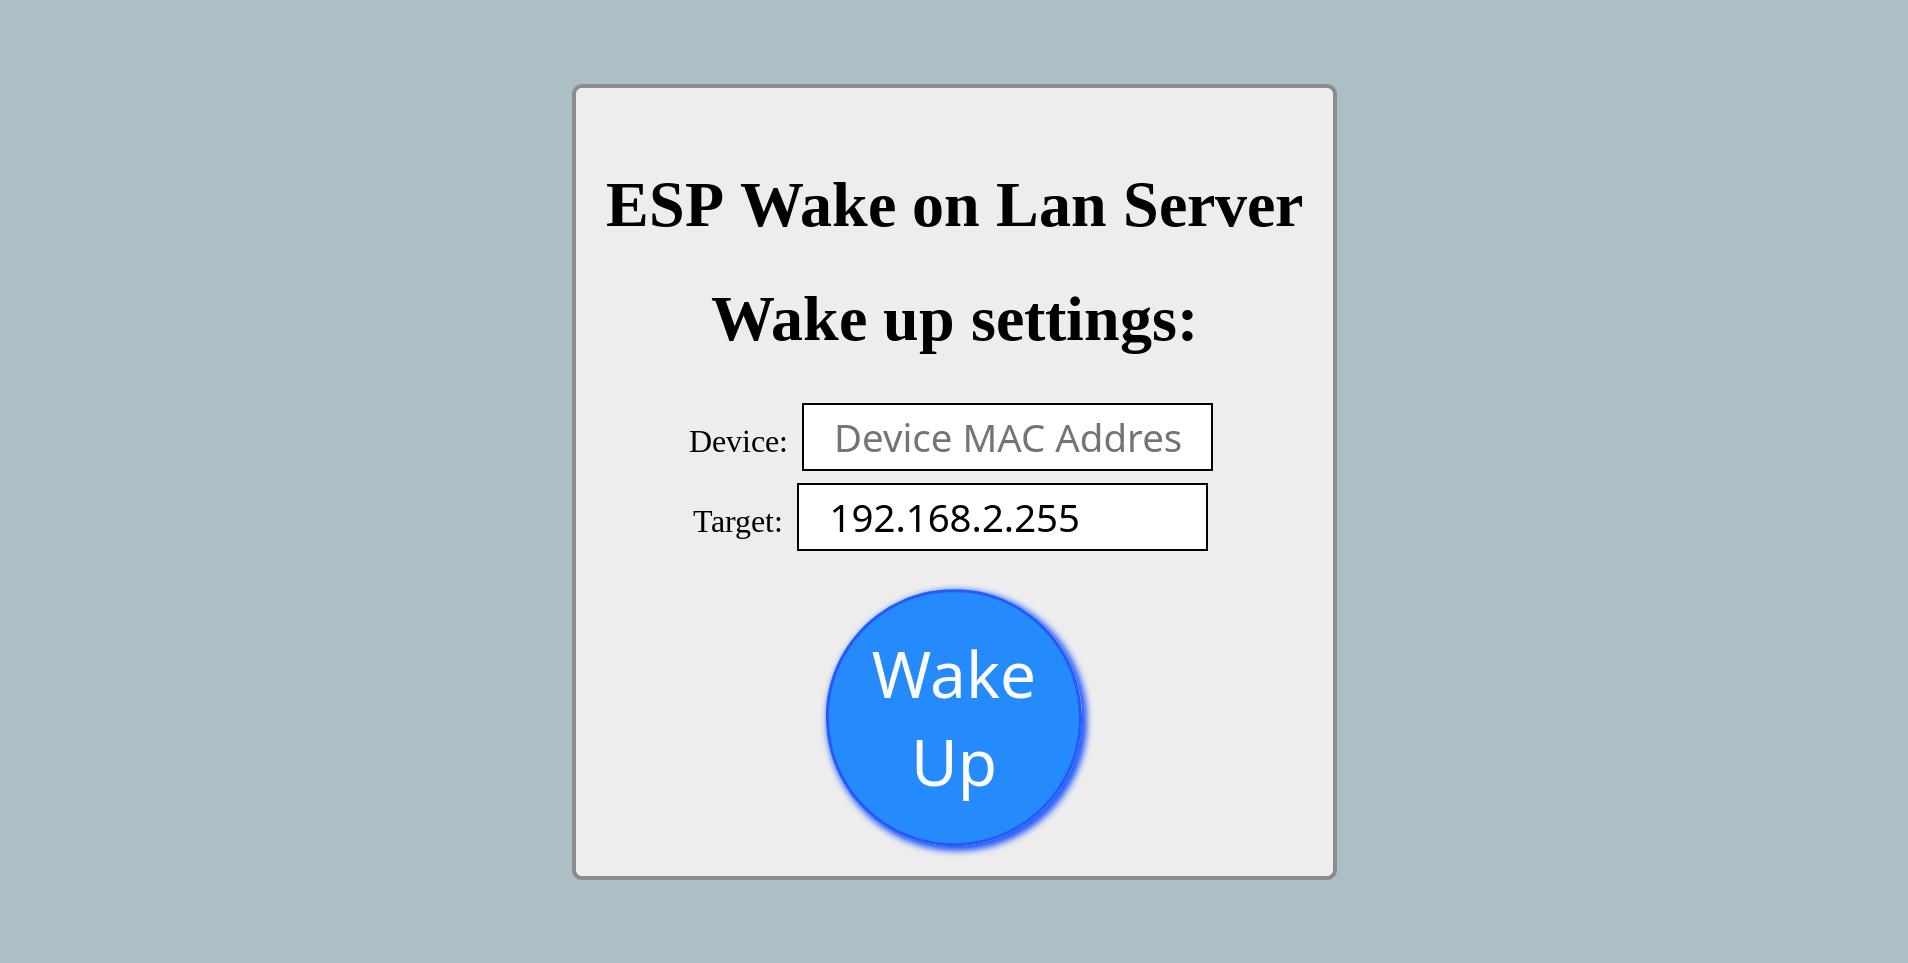 ESP Wake on Lan Server
Wake up settings:
Device: Device MAC Addres
Target: 192.168.2.255
Wake
Up